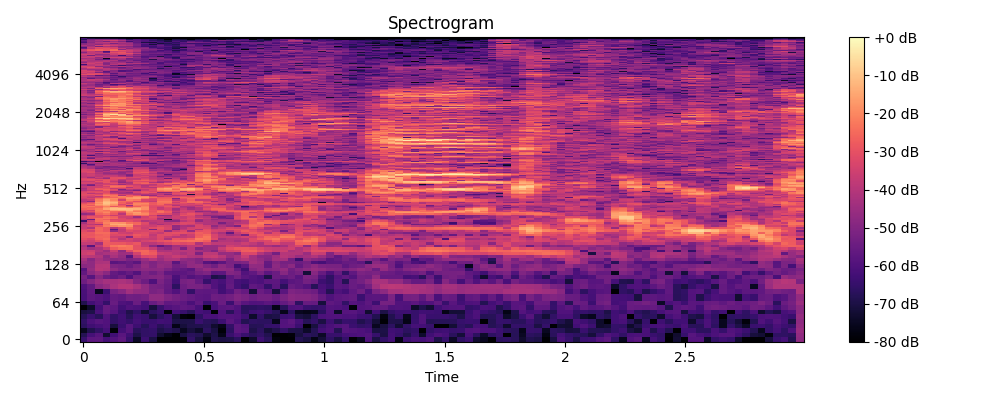 Spectrogram
Hz
4096
2048
1024
512
256
128
64
0
0
0.5
1
1.5
2
2.5
Time
+0 dB
-10 dB
-20 dB
-30 dB
-40 dB
-50 dB
-60 dB
-70 dB
-80 dB